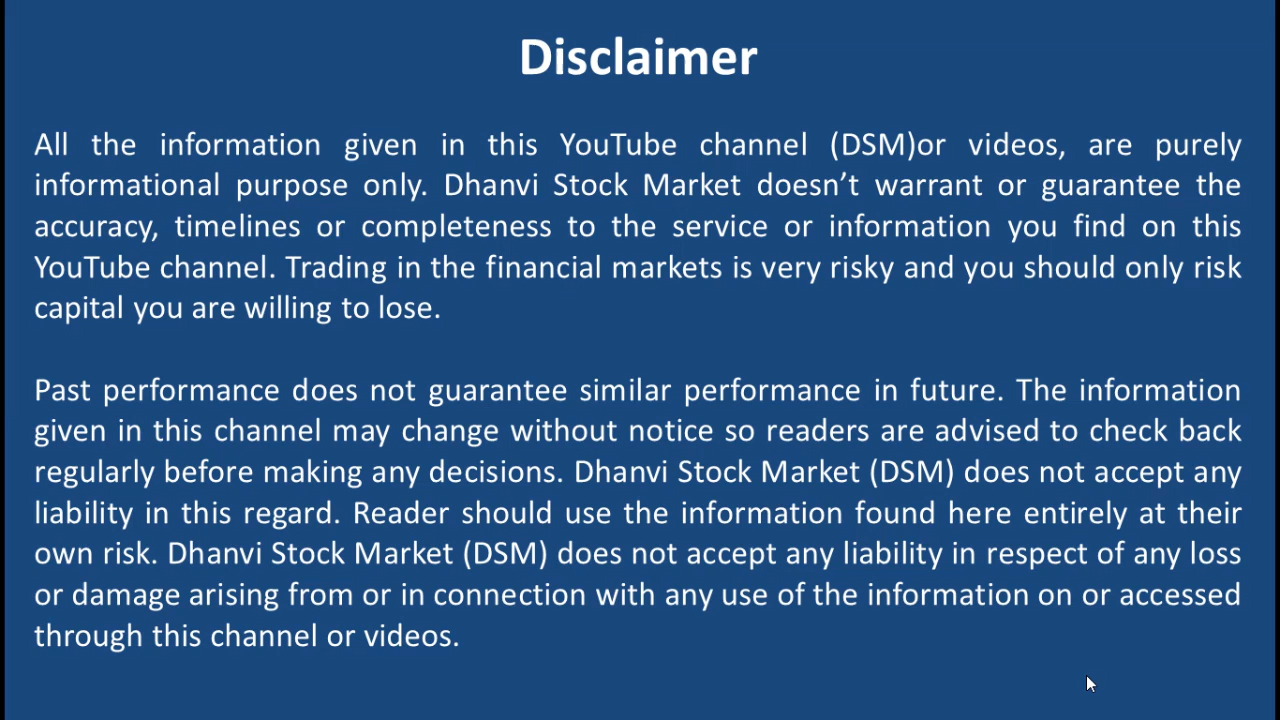 Disclaimer
All the information given in this YouTube channel (DSM)or videos, are purely
informational purpose only. Dhanvi Stock Market doesn’t warrant or guarantee the
accuracy, timelines or completeness to the service or information you find on this
YouTube channel. Trading in the financial markets is very risky and you should only risk
capital you are willing to lose.
Past performance does not guarantee similar performance in future. The information
given in this channel may change without notice so readers are advised to check back
regularly before making any decisions. Dhanvi Stock Market (DSM) does not accept any
liability in this regard. Reader should use the information found here entirely at their
own risk. Dhanvi Stock Market (DSM) does not accept any liability in respect of any loss
or damage arising from or in connection with any use of the information on or accessed
through this channel or videos.